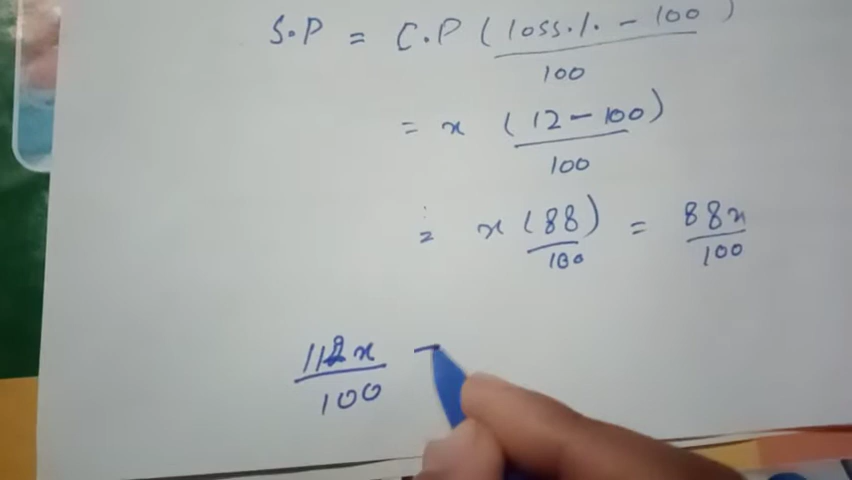 S.P = C.P (loss.%. - 100) / 100
= x (12 - 100) / 100
= x (88) / 100 = 88x / 100
112x / 100 -